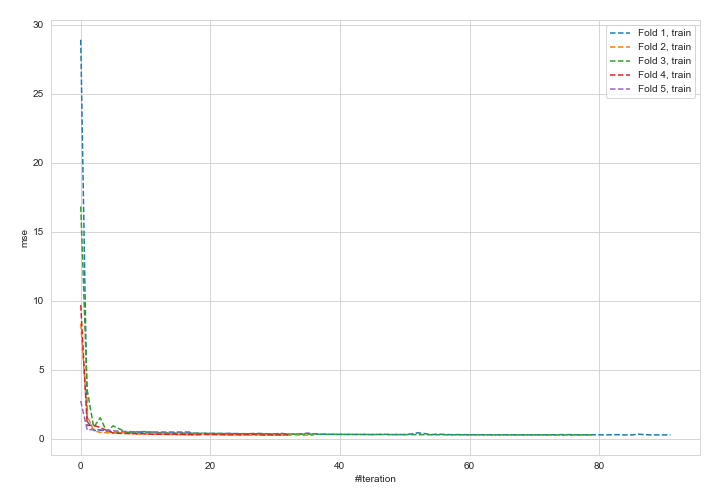 30
25
20
15
10
5
0
mse
0
20
40
60
80
#Iteration
Fold 1, train
Fold 2, train
Fold 3, train
Fold 4, train
Fold 5, train